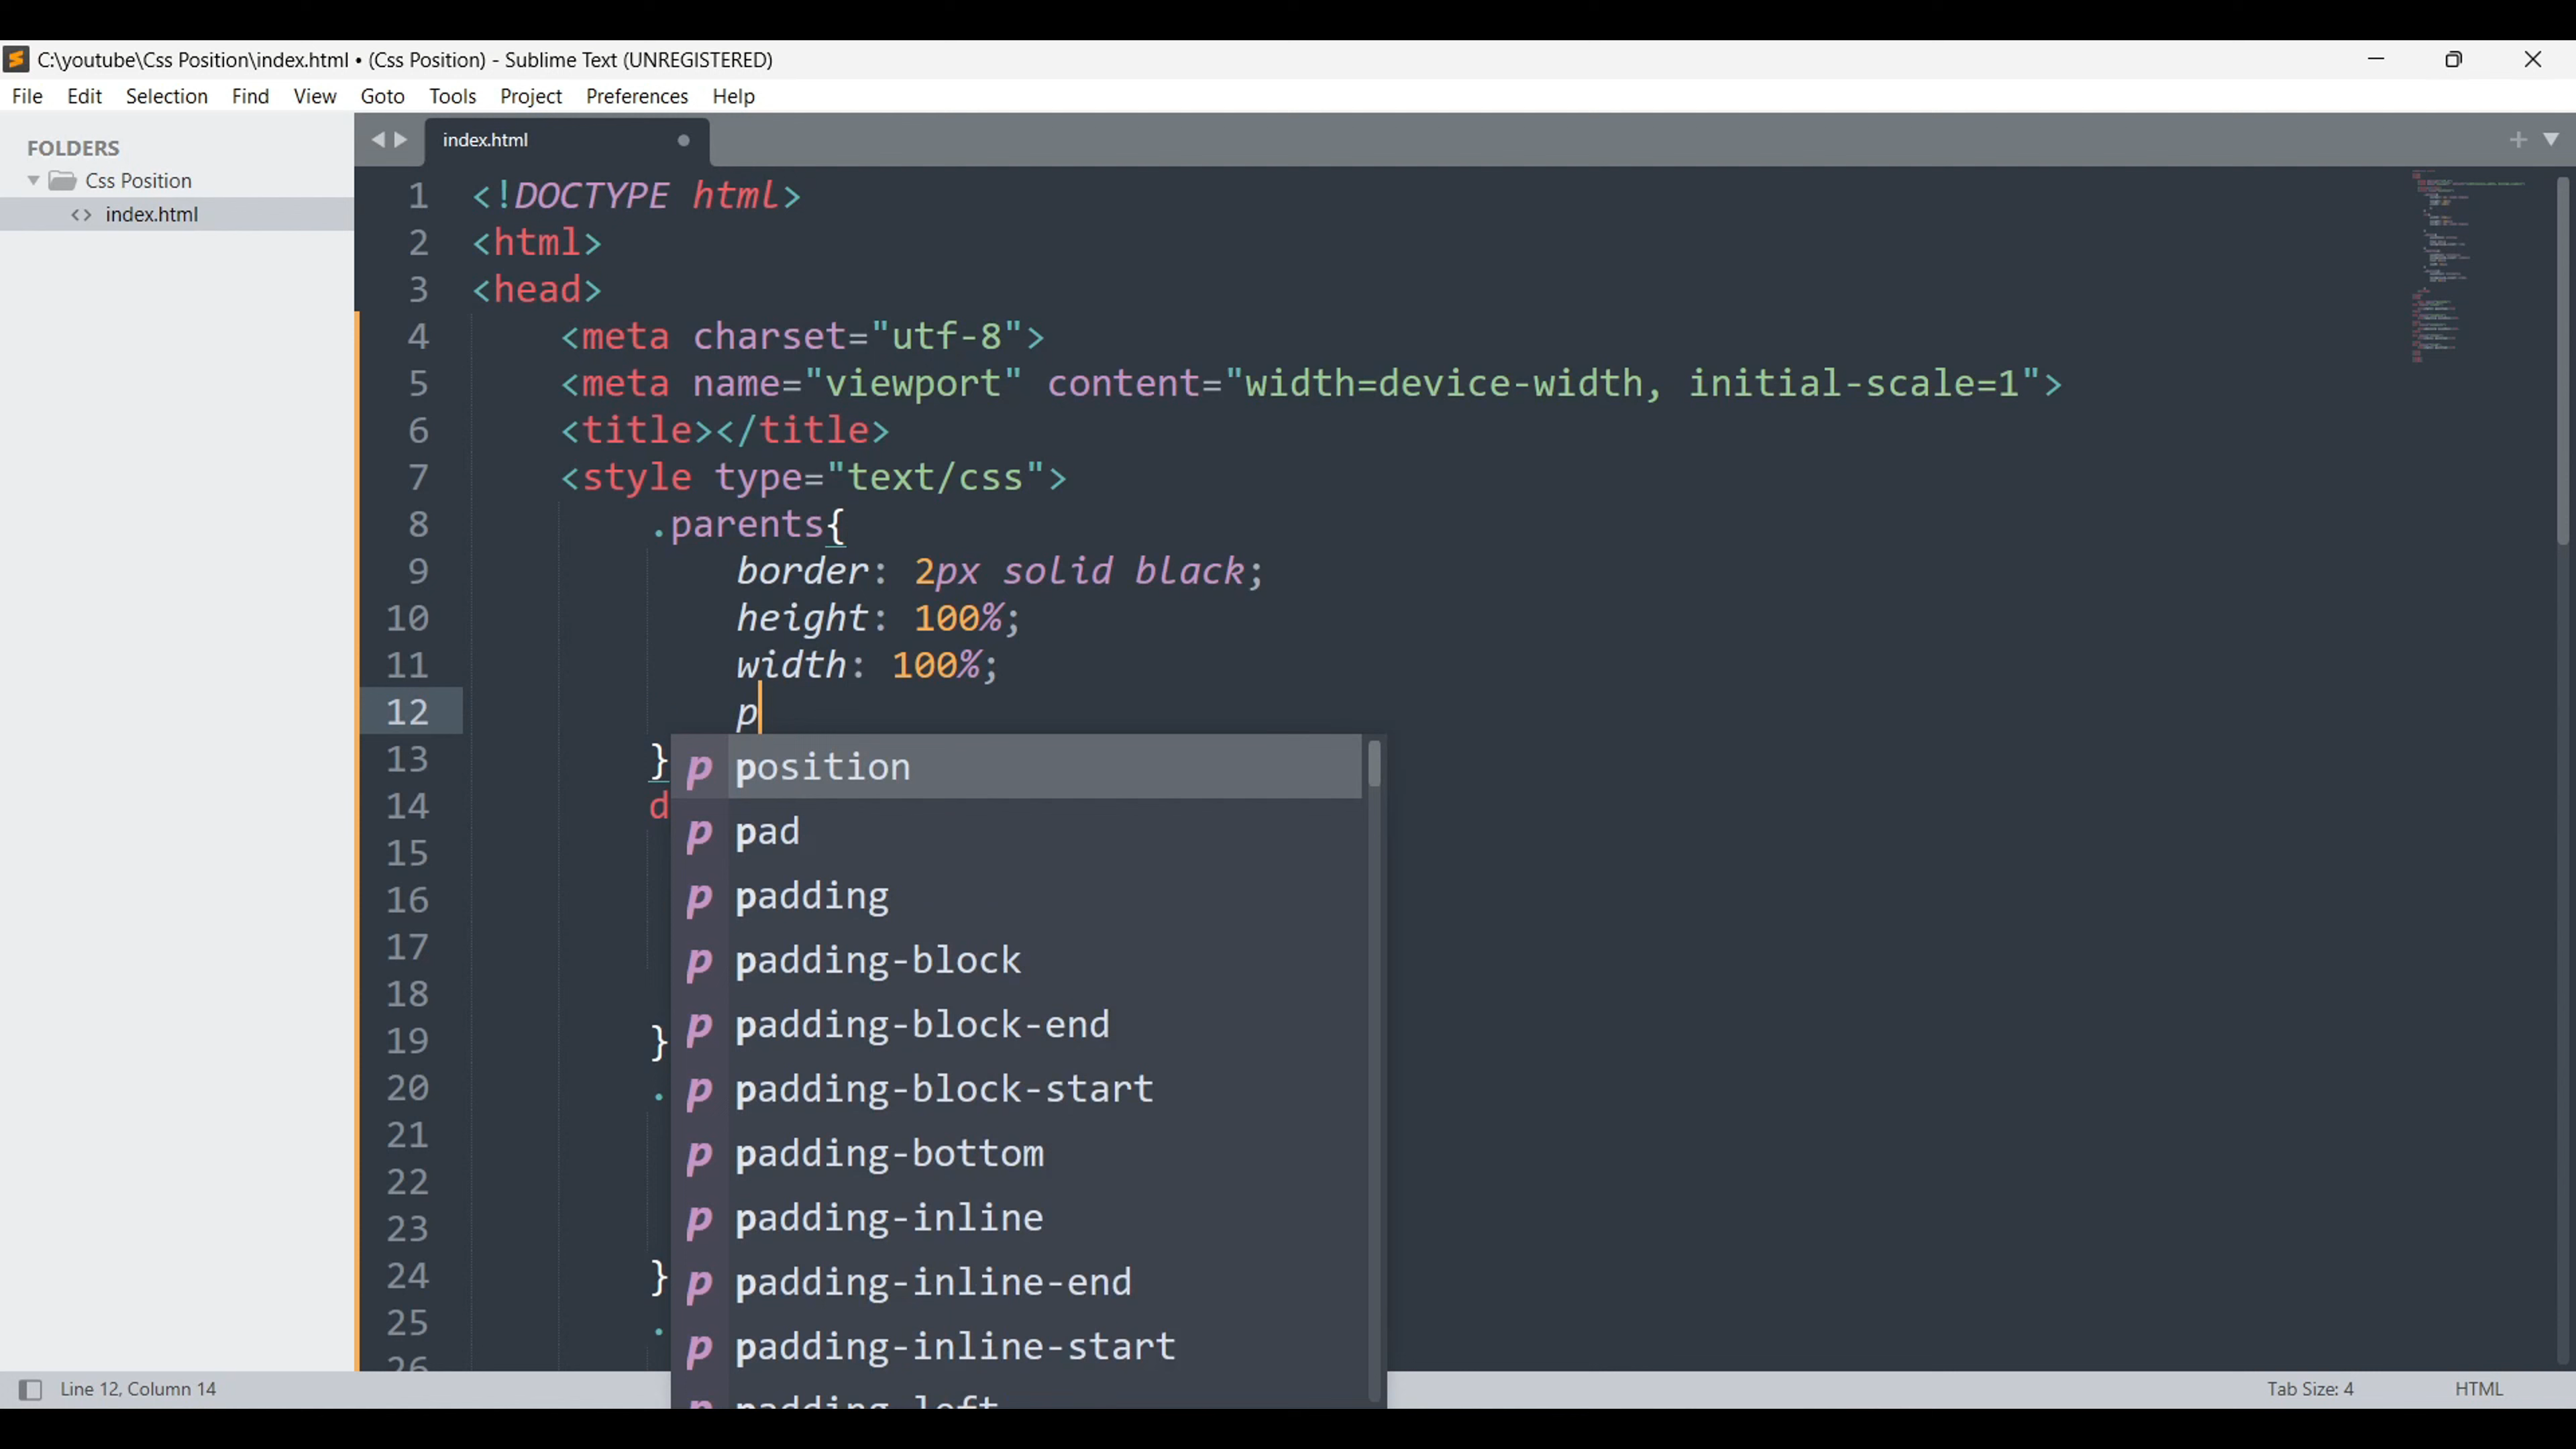 C:\youtube\Css Position\index.html • (Css Position) - Sublime Text (UNREGISTERED)
File Edit Selection Find View Goto Tools Project Preferences Help
FOLDERS
Css Position
<> index.html
index.html
1 <!DOCTYPE html>
2 <html>
3 <head>
4 <meta charset="utf-8">
5 <meta name="viewport" content="width=device-width, initial-scale=1">
6 <title></title>
7 <style type="text/css">
8 .parents{
9 border: 2px solid black;
10 height: 100%;
11 width: 100%;
12 p
13 }
14 d
15
16
17
18
19 }
20 .
21
22
23
24 }
25 .
26
p position
p pad
p padding
p padding-block
p padding-block-end
p padding-block-start
p padding-bottom
p padding-inline
p padding-inline-end
p padding-inline-start
p padding-left
Line 12, Column 14
Tab Size: 4
HTML